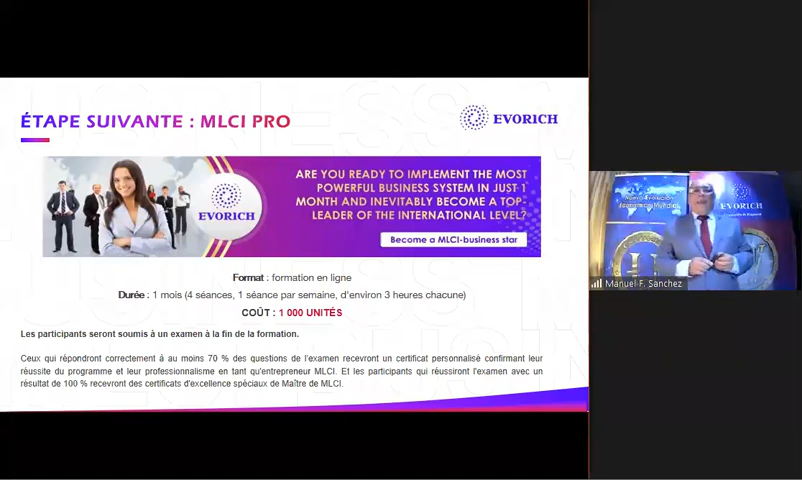 ÉTAPE SUIVANTE : MLCI PRO
EVORICH
EVORICH
ARE YOU READY TO IMPLEMENT THE MOST
POWERFUL BUSINESS SYSTEM IN JUST 1
MONTH AND INEVITABLY BECOME A TOP-
LEADER OF THE INTERNATIONAL LEVEL?
Become a MLCI-business star
Format : formation en ligne
Durée : 1 mois (4 séances, 1 séance par semaine, d'environ 3 heures chacune)
COÛT : 1 000 UNITÉS
Les participants seront soumis à un examen à la fin de la formation.
Ceux qui répondront correctement à au moins 70 % des questions de l'examen recevront un certificat personnalisé confirmant leur
réussite du programme et leur professionnalisme en tant qu'entrepreneur MLCI. Et les participants qui réussiront l'examen avec un
résultat de 100 % recevront des certificats d'excellence spéciaux de Maître de MLCI.
EVORICH
Manuel F. Sanchez